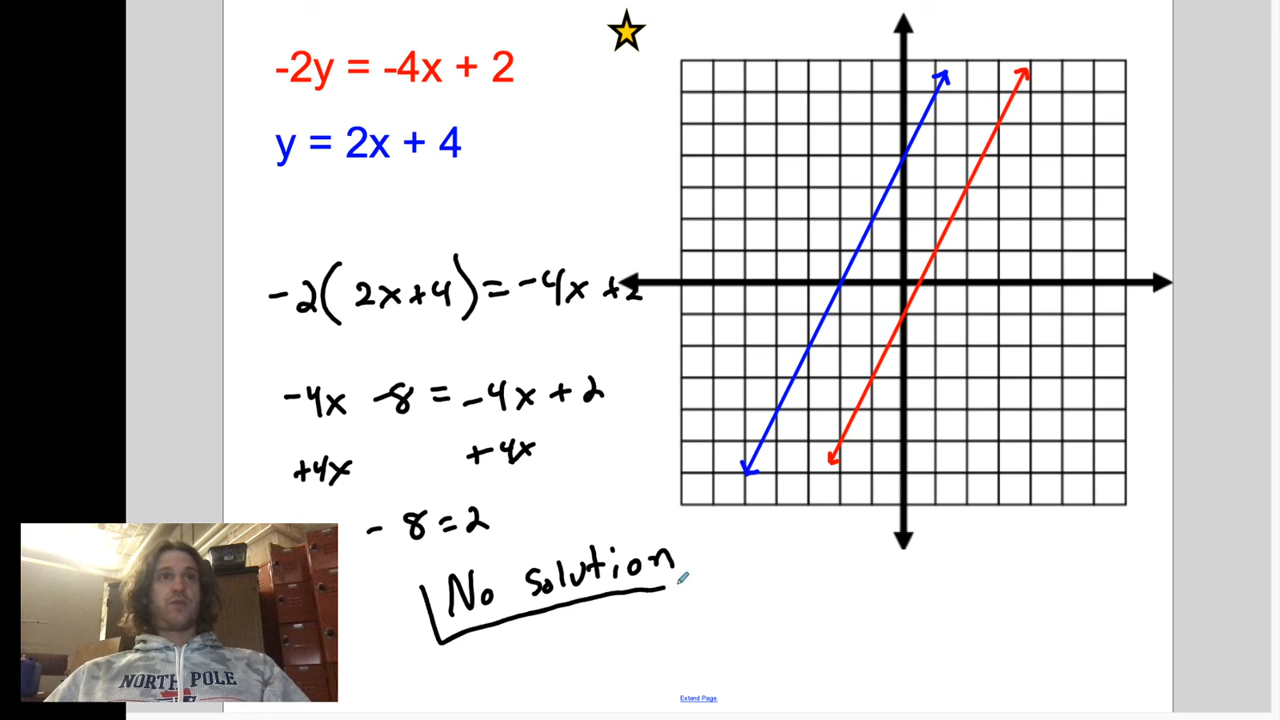 -2y = -4x + 2
y = 2x + 4
-2( 2x+4 ) = -4x +2
-4x -8 = -4x + 2
+4x +4x
- 8 = 2
No solution
NORTH POLE
Extend Page